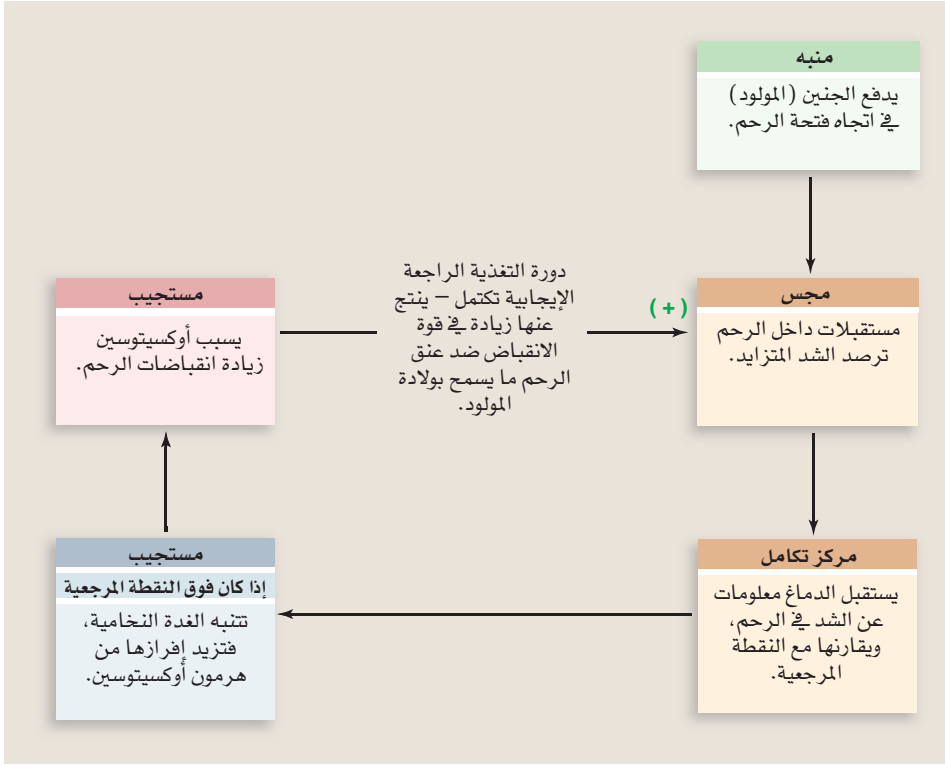 منبه
يدفع الجنين (المولود)
في اتجاه فتحة الرحم.
مجس
مستقبلات داخل الرحم
ترصد الشد المتزايد.
مركز تكامل
يستقبل الدماغ معلومات
عن الشد في الرحم،
ويقارنها مع النقطة
المرجعية.
مستجيب
إذا كان فوق النقطة المرجعية
تتنبه الغدة النخامية،
فتزيد إفرازها من
هرمون أوكسيتوسين.
مستجيب
يسبب أوكسيتوسين
زيادة انقباضات الرحم.
دورة التغذية الراجعة
الإيجابية تكتمل – ينتج
عنها زيادة في قوة
الانقباض ضد عنق
الرحم ما يسمح بولادة
المولود.
(+)